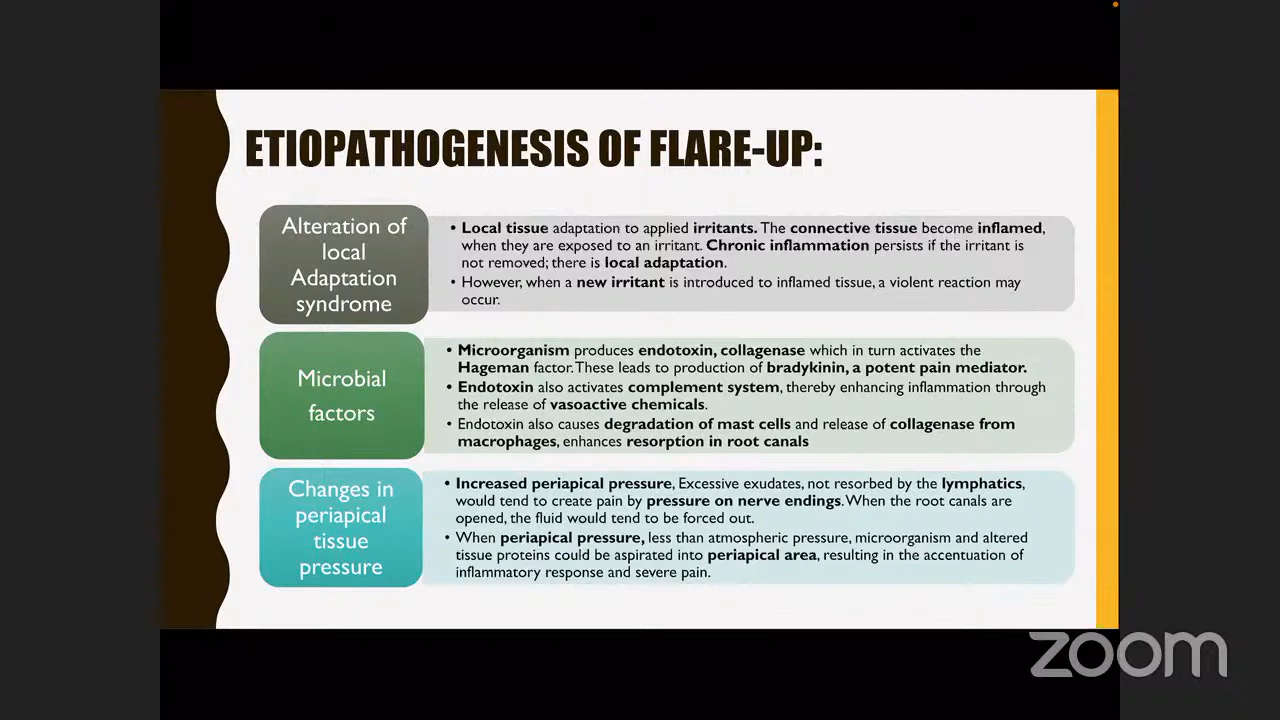 ETIOPATHOGENESIS OF FLARE-UP:
Alteration of
local
Adaptation
syndrome
• Local tissue adaptation to applied irritants. The connective tissue become inflamed,
when they are exposed to an irritant. Chronic inflammation persists if the irritant is
not removed; there is local adaptation.
• However, when a new irritant is introduced to inflamed tissue, a violent reaction may
occur.
Microbial
factors
• Microorganism produces endotoxin, collagenase which in turn activates the
Hageman factor. These leads to production of bradykinin, a potent pain mediator.
• Endotoxin also activates complement system, thereby enhancing inflammation through
the release of vasoactive chemicals.
• Endotoxin also causes degradation of mast cells and release of collagenase from
macrophages, enhances resorption in root canals
Changes in
periapical
tissue
pressure
• Increased periapical pressure, Excessive exudates, not resorbed by the lymphatics,
would tend to create pain by pressure on nerve endings. When the root canals are
opened, the fluid would tend to be forced out.
• When periapical pressure, less than atmospheric pressure, microorganism and altered
tissue proteins could be aspirated into periapical area, resulting in the accentuation of
inflammatory response and severe pain.
zoom